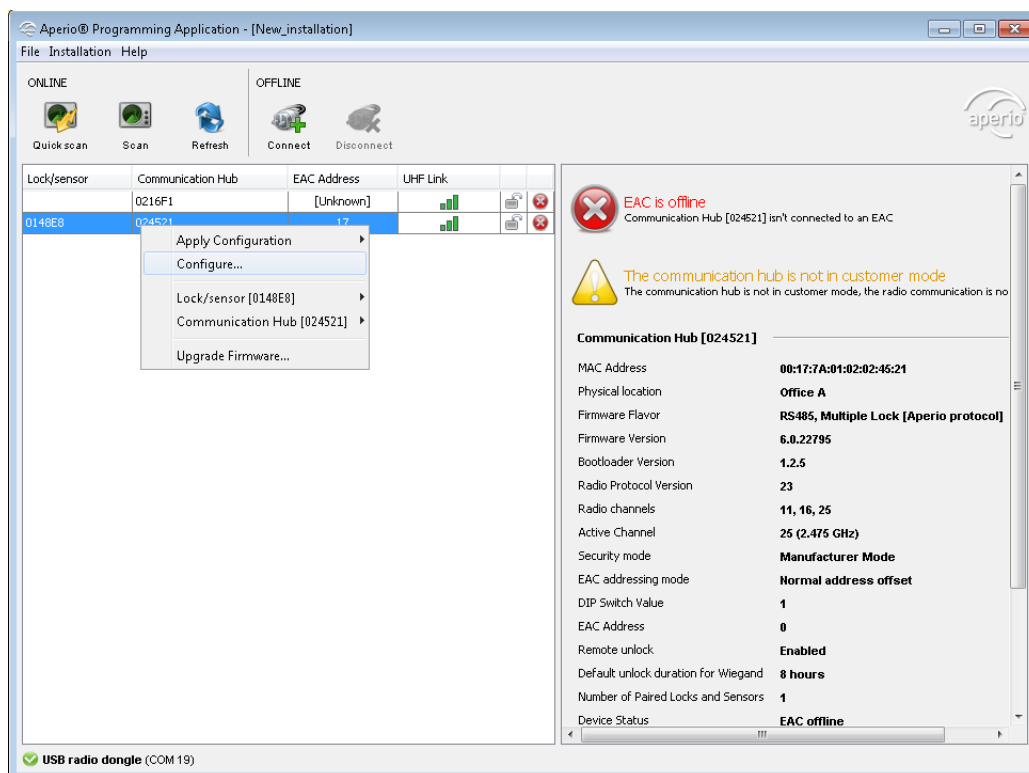 Aperio® Programming Application - [New_installation]
File Installation Help
ONLINE
OFFLINE
Quick scan
Scan
Refresh
Connect
Disconnect
aperio
Lock/sensor
Communication Hub
EAC Address
UHF Link
0216F1
[Unknown]
0148E8
024521
17
Apply Configuration
Configure...
Lock/sensor [0148E8]
Communication Hub [024521]
Upgrade Firmware...
EAC is offline
Communication Hub [024521] isn't connected to an EAC
The communication hub is not in customer mode
The communication hub is not in customer mode, the radio communication is no
Communication Hub [024521]
MAC Address 00:17:7A:01:02:02:45:21
Physical location Office A
Firmware Flavor RS485, Multiple Lock [Aperio protocol]
Firmware Version 6.0.22795
Bootloader Version 1.2.5
Radio Protocol Version 23
Radio channels 11, 16, 25
Active Channel 25 (2.475 GHz)
Security mode Manufacturer Mode
EAC addressing mode Normal address offset
DIP Switch Value 1
EAC Address 0
Remote unlock Enabled
Default unlock duration for Wiegand 8 hours
Number of Paired Locks and Sensors 1
Device Status EAC offline
USB radio dongle (COM 19)